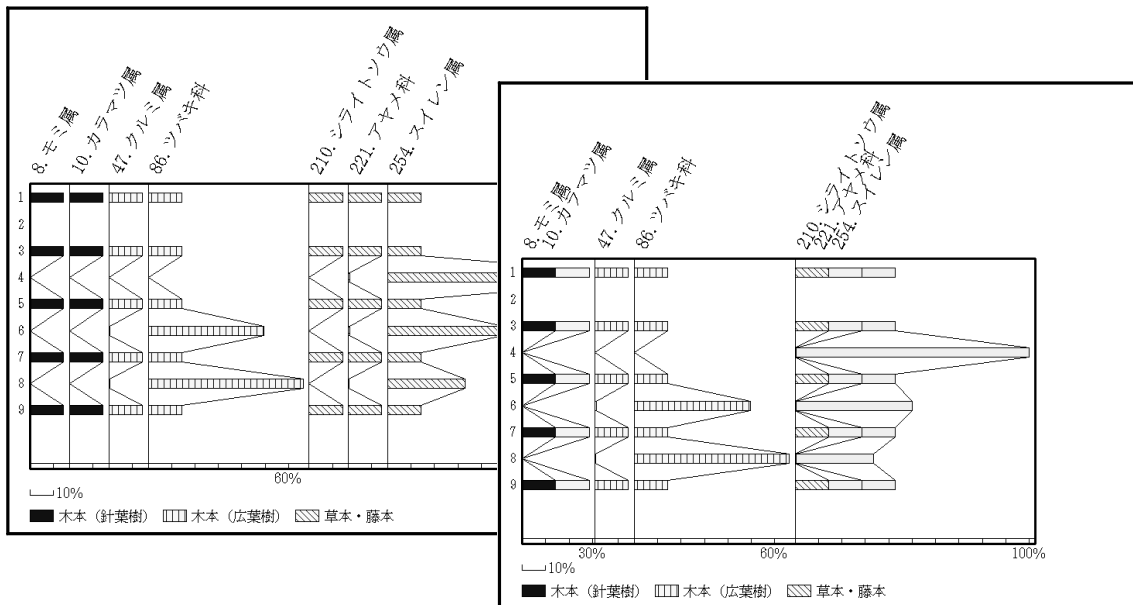 8. モミ属
10. カラマツ属
47. クルミ属
86. ツバキ科
210. シライトソウ属
221. アヤメ科
254. スイレン属
1
2
3
4
5
6
7
8
9
60%
10%
木本（針葉樹） 木本（広葉樹） 草本・藤本
8. モミ属
10. カラマツ属
47. クルミ属
86. ツバキ科
210. シライトソウ属
221. アヤメ科
254. スイレン属
1
2
3
4
5
6
7
8
9
30% 60% 100%
10%
木本（針葉樹） 木本（広葉樹） 草本・藤本